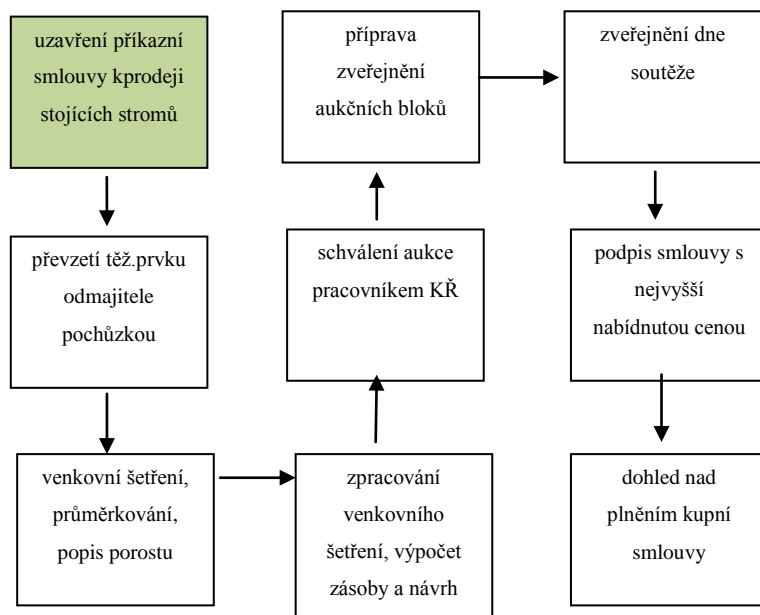 uzavření příkazní
smlouvy kprodeji
stojících stromů
převzetí těž.prvku
odmajitele
pochůzkou
venkovní šetření,
průměrkování,
popis porostu
zpracování
venkovního
šetření, výpočet
zásoby a návrh
schválení aukce
pracovníkem KŘ
příprava
zveřejnění
aukčních bloků
zveřejnění dne
soutěže
podpis smlouvy s
nejvyšší
nabídnutou cenou
dohled nad
plněním kupní
smlouvy